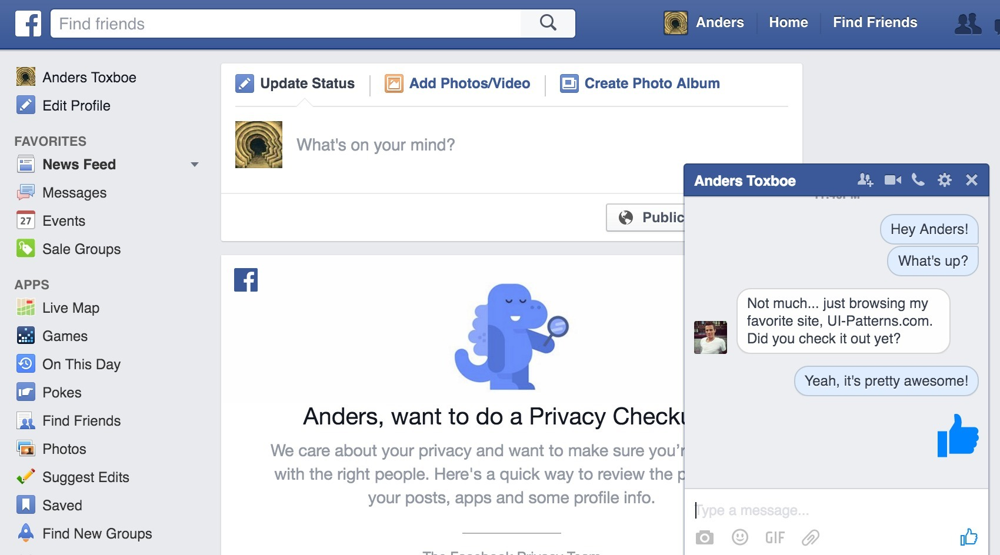 Find friends
Anders
Home
Find Friends
Anders Toxboe
Edit Profile
FAVORITES
News Feed
Messages
27
Events
Sale Groups
APPS
Live Map
Games
On This Day
Pokes
Find Friends
Photos
Suggest Edits
Saved
Find New Groups
Update Status
Add Photos/Video
Create Photo Album
What's on your mind?
Public
Anders, want to do a Privacy Checku
We care about your privacy and want to make sure you’r
with the right people. Here's a quick way to review the p
your posts, apps and some profile info.
The Facebook Privacy Team
Anders Toxboe
Hey Anders!
What's up?
Not much... just browsing my
favorite site, UI-Patterns.com.
Did you check it out yet?
Yeah, it's pretty awesome!
Type a message...
GIF